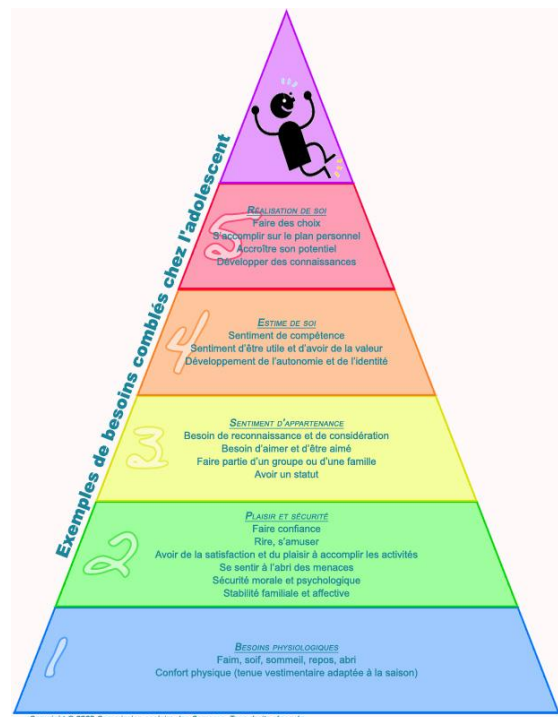 Exemples de besoins comblés chez l'adolescent
5
RÉALISATION DE SOI
Faire des choix
S'accomplir sur le plan personnel
Accroître son potentiel
Développer des connaissances
4
ESTIME DE SOI
Sentiment de compétence
Sentiment d'être utile et d'avoir de la valeur
Développement de l'autonomie et de l'identité
3
SENTIMENT D'APPARTENANCE
Besoin de reconnaissance et de considération
Besoin d'aimer et d'être aimé
Faire partie d'un groupe ou d'une famille
Avoir un statut
2
PLAISIR ET SÉCURITÉ
Faire confiance
Rire, s'amuser
Avoir de la satisfaction et du plaisir à accomplir les activités
Se sentir à l'abri des menaces
Sécurité morale et psychologique
Stabilité familiale et affective
1
BESOINS PHYSIOLOGIQUES
Faim, soif, sommeil, repos, abri
Confort physique (tenue vestimentaire adaptée à la saison)